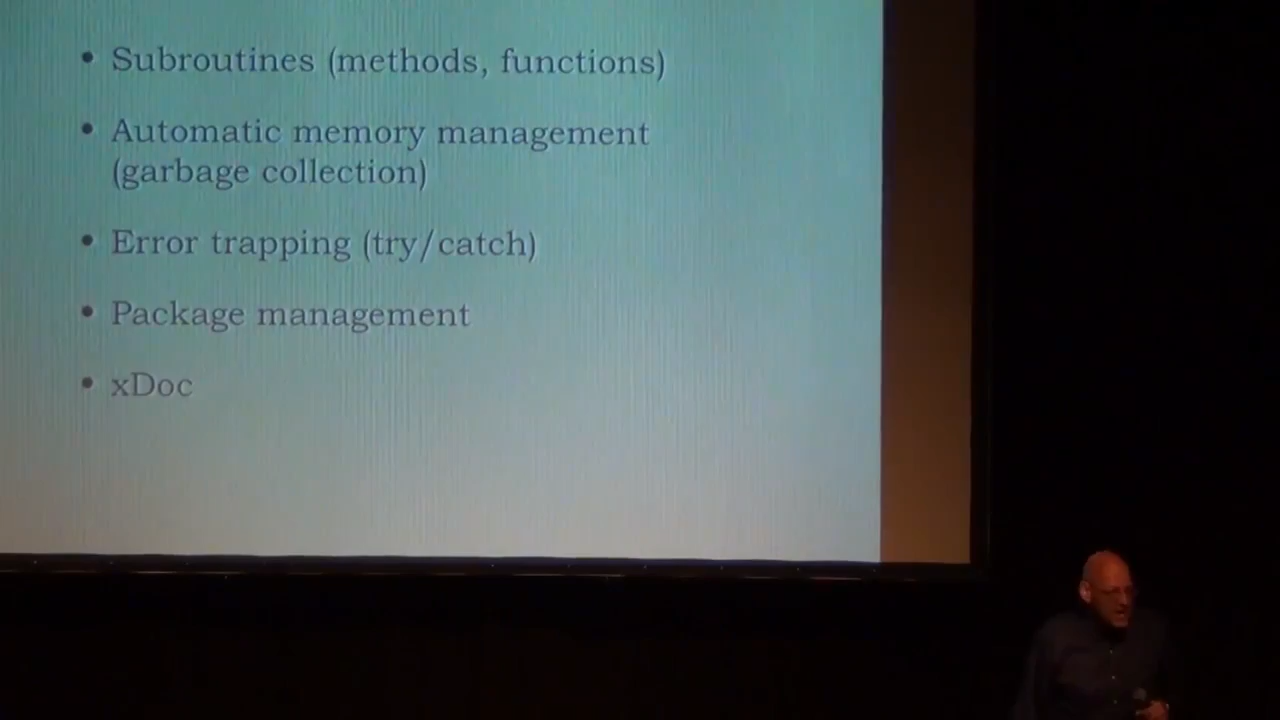 • Subroutines (methods, functions)
• Automatic memory management
(garbage collection)
• Error trapping (try/catch)
• Package management
• xDoc